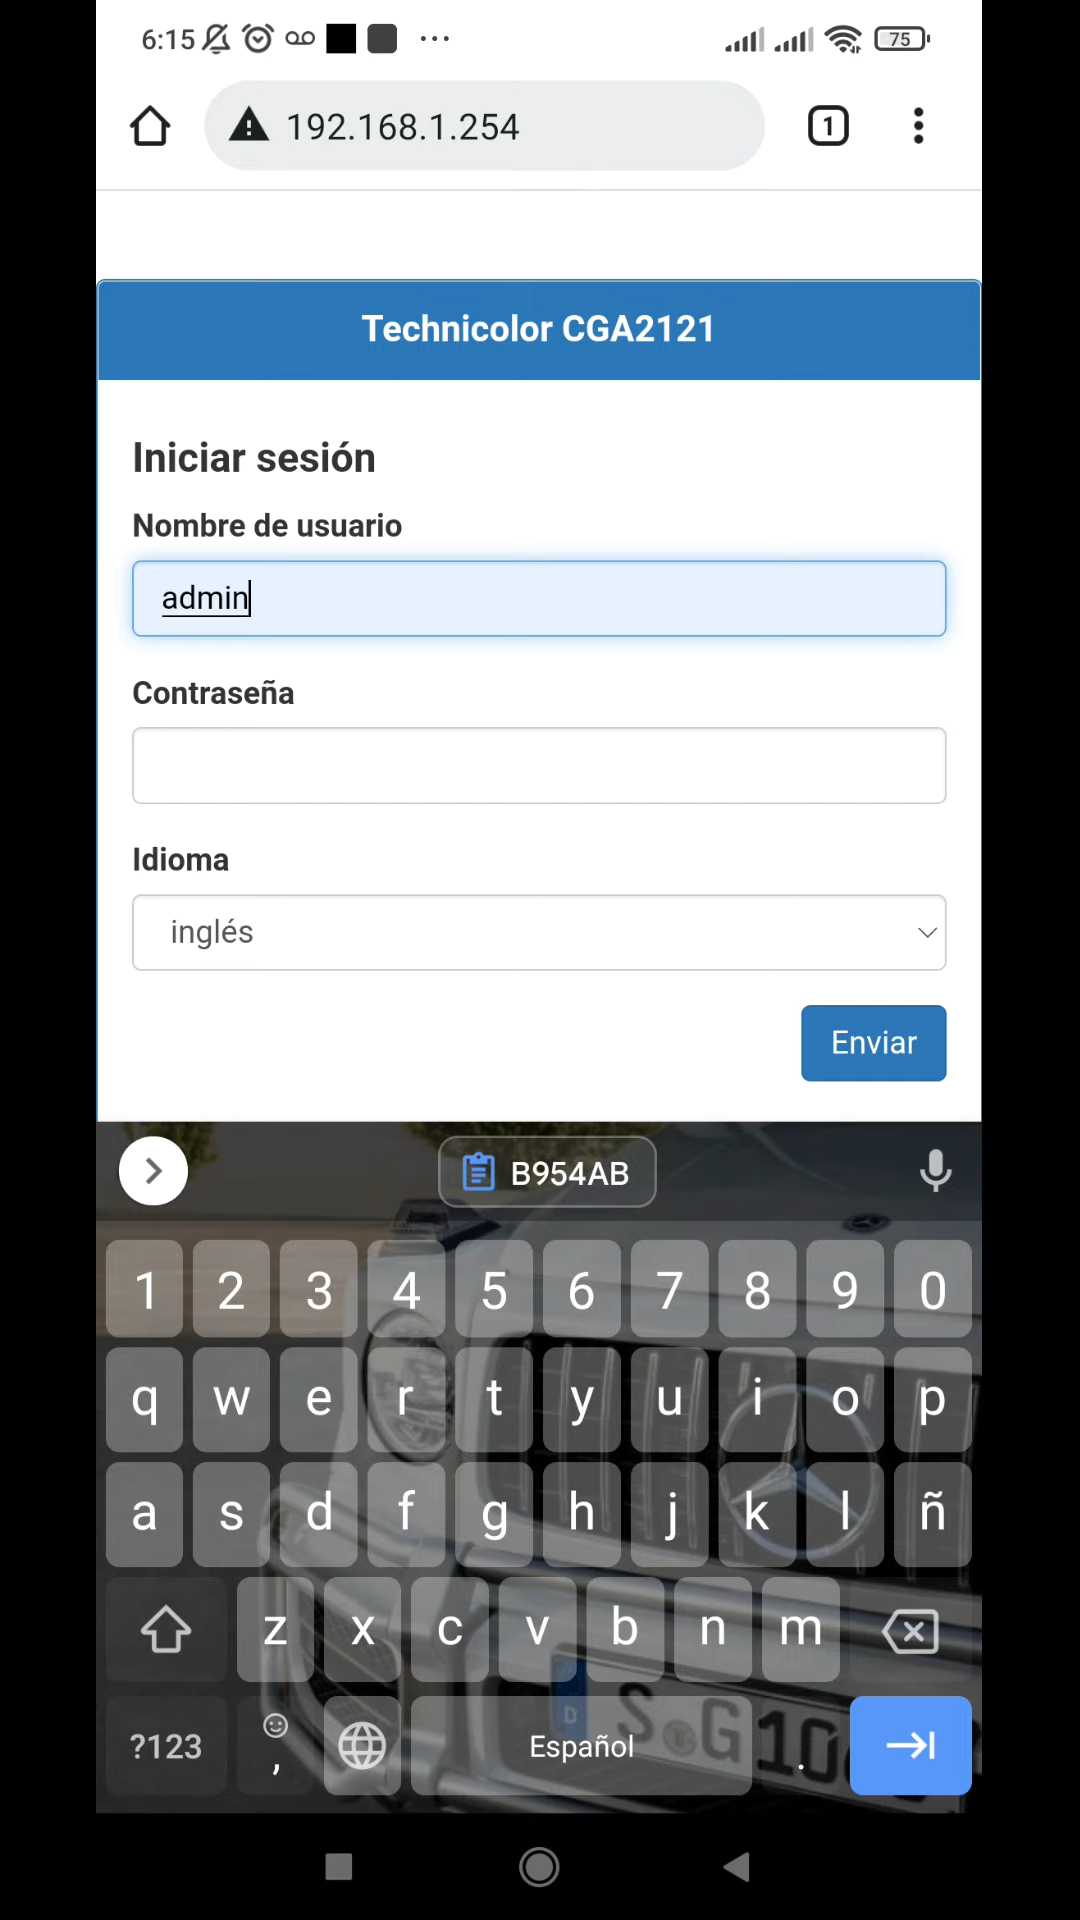 6:15 75
192.168.1.254 1
Technicolor CGA2121
Iniciar sesión
Nombre de usuario
admin
Contraseña
Idioma
inglés
Enviar
B954AB
1 2 3 4 5 6 7 8 9 0
q w e r t y u i o p
a s d f g h j k l ñ
z x c v b n m
?123 , Español .
D S G 10